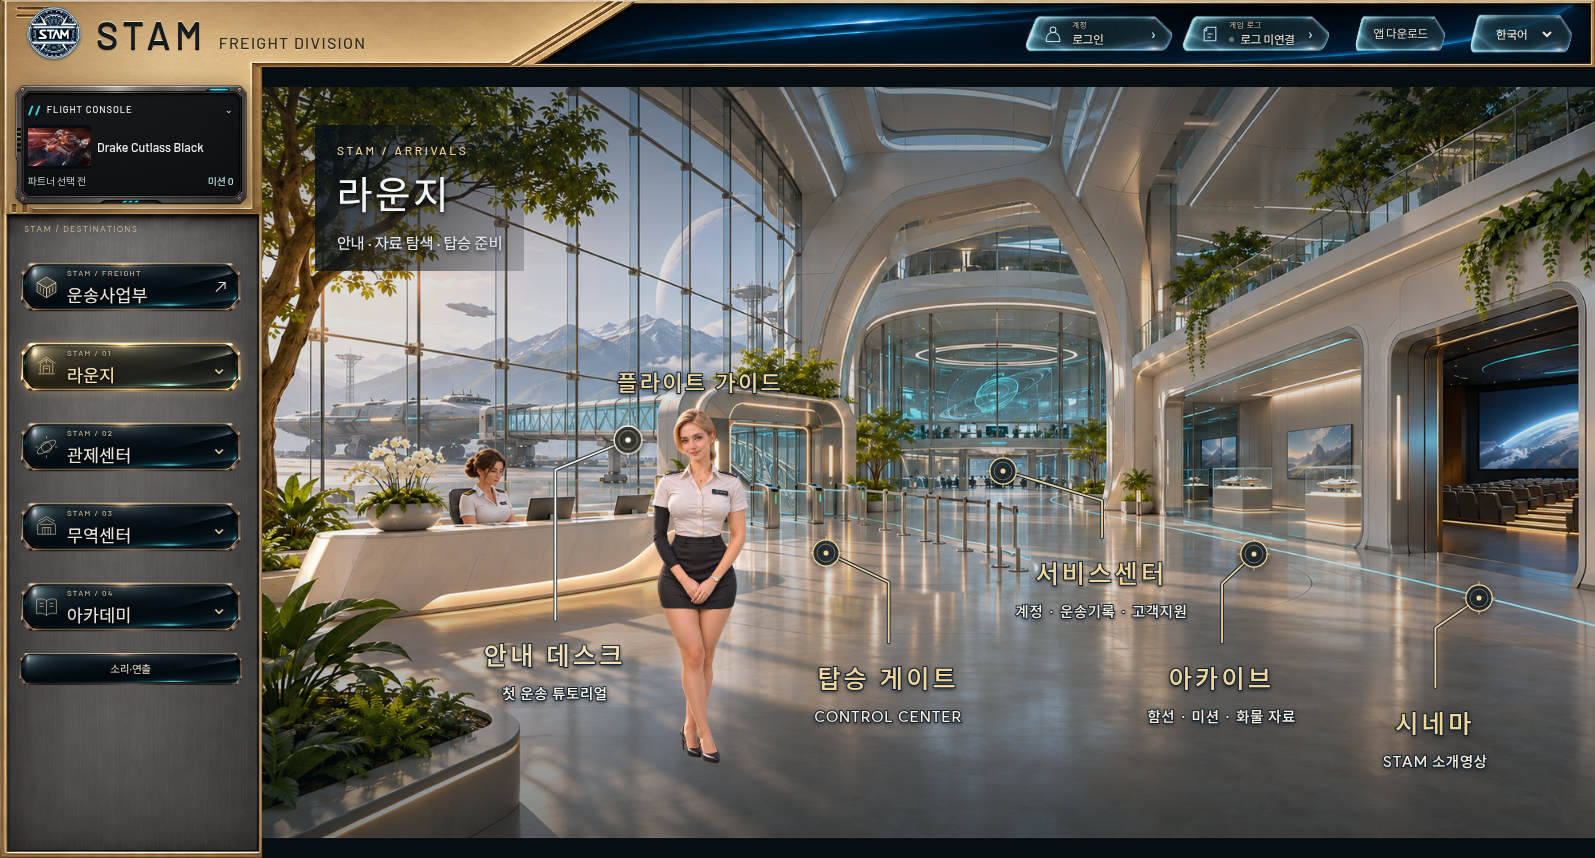 STAM
STAM FREIGHT DIVISION
계정
로그인
게임 로그
로그 미연결
앱 다운로드
한국어
FLIGHT CONSOLE
Drake Cutlass Black
파트너 선택 전
미션 0
STAM / DESTINATIONS
STAM / FREIGHT
운송사업부
STAM / 01
라운지
STAM / 02
관제센터
STAM / 03
무역센터
STAM / 04
아카데미
소리·연출
STAM / ARRIVALS
라운지
안내 · 자료 탐색 · 탑승 준비
플라이트 가이드
안내 데스크
첫 운송 튜토리얼
탑승 게이트
CONTROL CENTER
서비스센터
계정 · 운송기록 · 고객지원
아카이브
함선 · 미션 · 화물 자료
시네마
STAM 소개영상